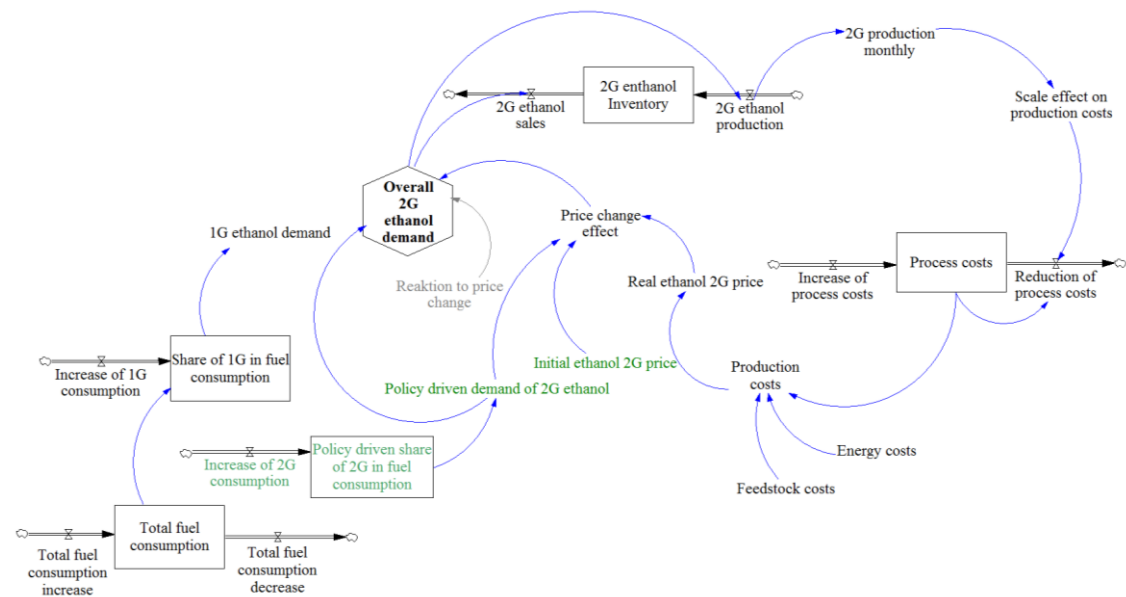 2G production
monthly
2G enthanol
Inventory
2G ethanol
sales
2G ethanol
production
Scale effect on
production costs
Overall
2G
ethanol
demand
1G ethanol demand
Price change
effect
Reaktion to price
change
Real ethanol 2G price
Increase of
process costs
Process costs
Reduction of
process costs
Increase of 1G
consumption
Share of 1G in fuel
consumption
Initial ethanol 2G price
Policy driven demand of 2G ethanol
Production
costs
Increase of 2G
consumption
Policy driven share
of 2G in fuel
consumption
Energy costs
Feedstock costs
Total fuel
consumption
increase
Total fuel
consumption
Total fuel
consumption
decrease